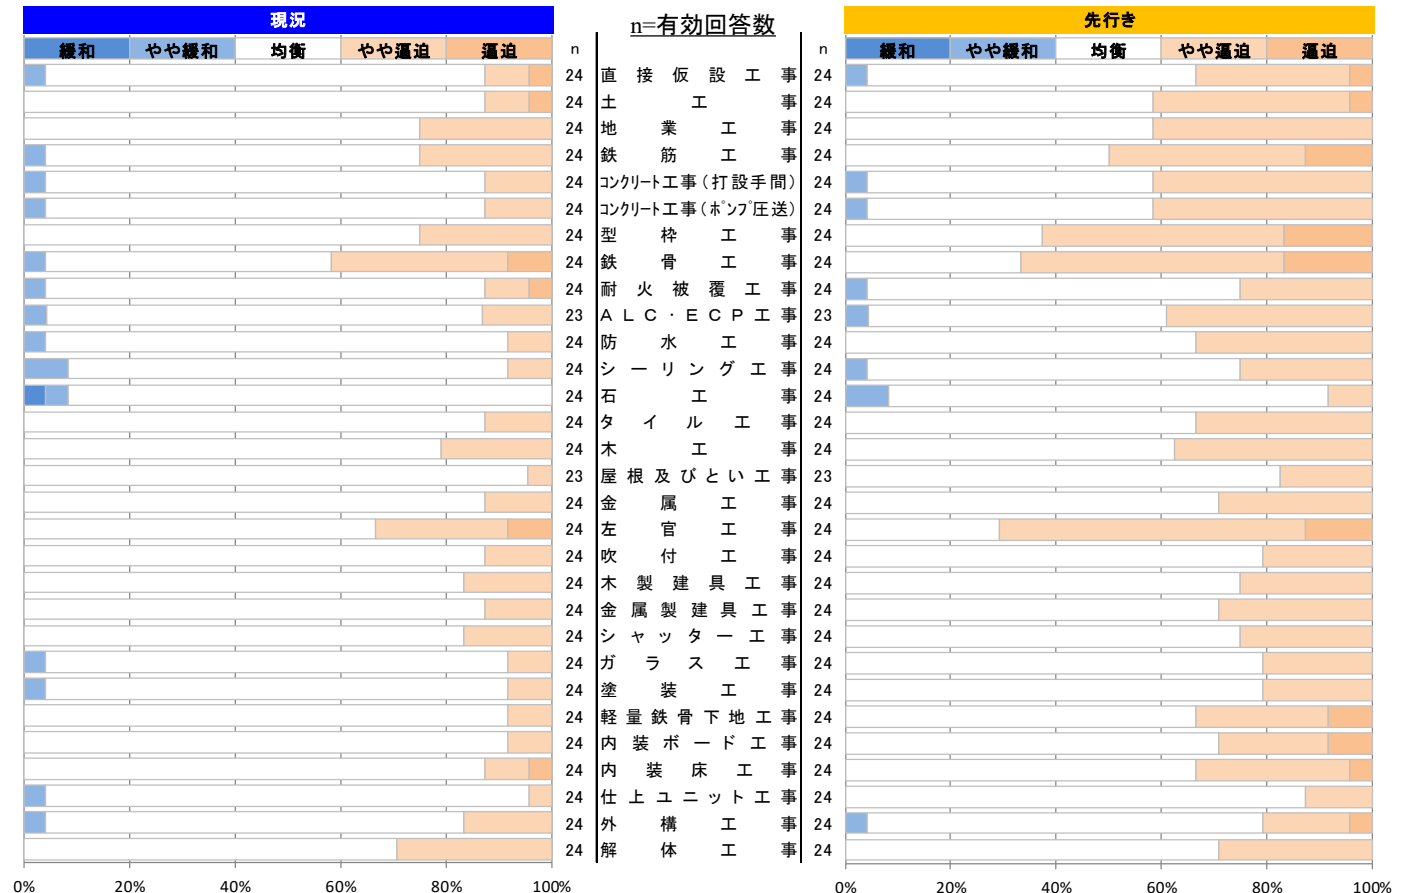 現況
n=有効回答数
先行き
緩和 やや緩和 均衡 やや逼迫 逼迫 n n 緩和 やや緩和 均衡 やや逼迫 逼迫
24 直接仮設工事 24
24 土工事 24
24 地業工事 24
24 鉄筋工事 24
24 コンクリート工事(打設手間) 24
24 コンクリート工事(ポンプ圧送) 24
24 型枠工事 24
24 鉄骨工事 24
24 耐火被覆工事 24
23 ALC・ECP工事 23
24 防水工事 24
24 シーリング工事 24
24 石工事 24
24 タイル工事 24
24 木工事 24
23 屋根及びとい工事 23
24 金属工事 24
24 左官工事 24
24 吹付工事 24
24 木製建具工事 24
24 金属製建具工事 24
24 シャッター工事 24
24 ガラス工事 24
24 塗装工事 24
24 軽量鉄骨下地工事 24
24 内装ボード工事 24
24 内装床工事 24
24 仕上ユニット工事 24
24 外構工事 24
24 解体工事 24
0% 20% 40% 60% 80% 100% 0% 20% 40% 60% 80% 100%